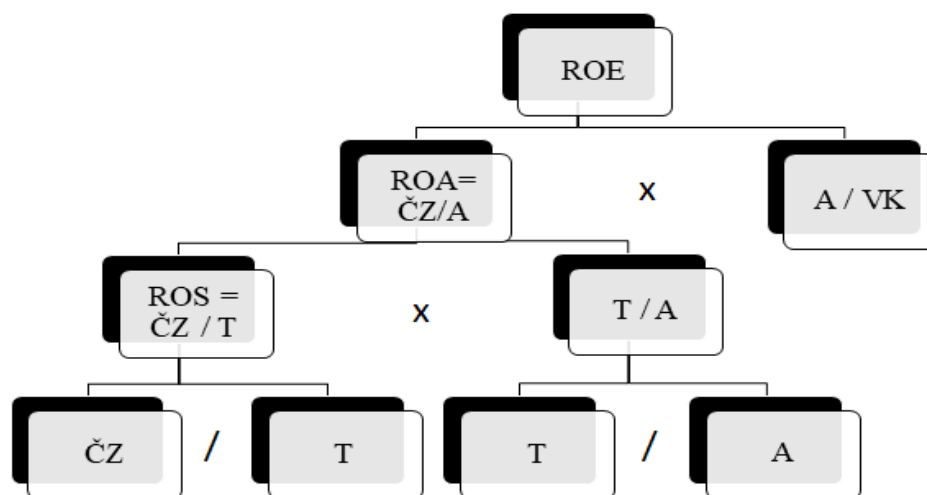 ROE
ROA=
ČZ/A
x
A / VK
ROS =
ČZ / T
x
T / A
ČZ
/
T
T
/
A